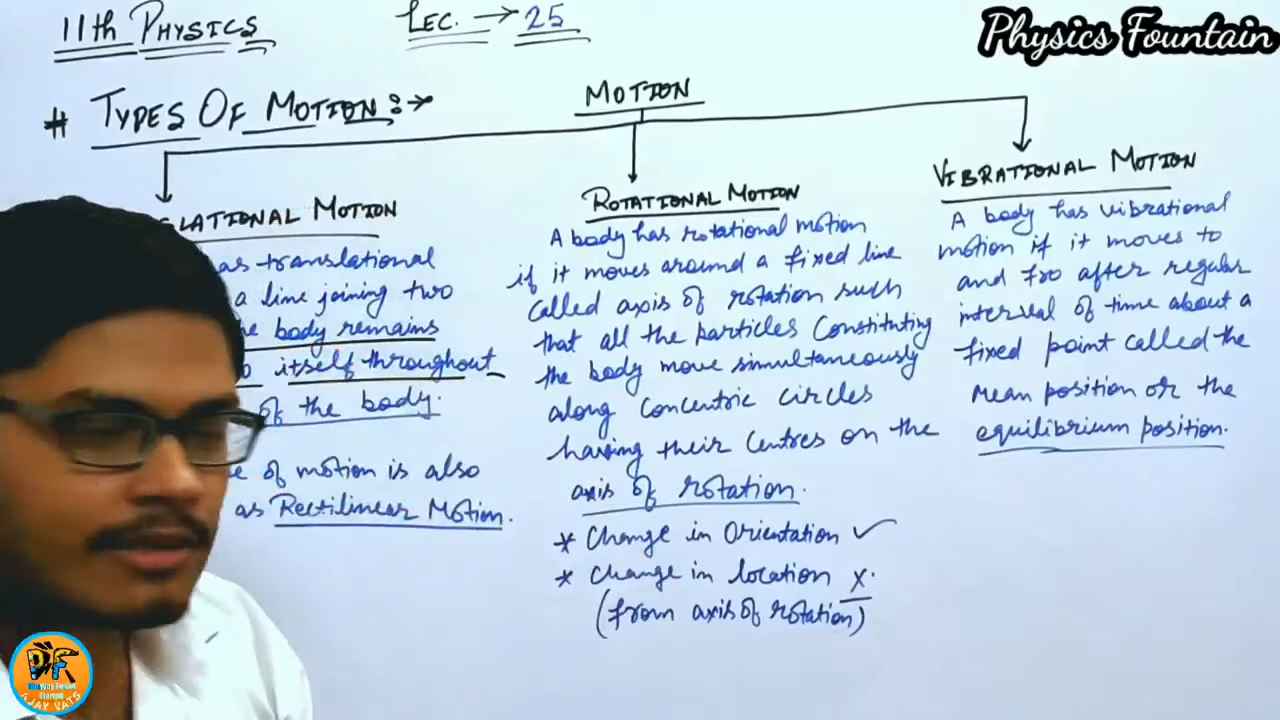 11th PHYSICS
LEC. → 25
Physics Fountain
# TYPES OF MOTION :→
MOTION
LATIONAL MOTION
as translational
a line joining two
e body remains
itself throughout
of the body.
e of motion is also
as Rectilinear Motion.
ROTATIONAL MOTION
A body has rotational motion
if it moves around a fixed line
called axis of rotation such
that all the particles Constituting
the body move simultaneously
along Concentric circles
having their Centres on the
axis of rotation.
* Change in Orientation ✓
* Change in location X.
(from axis of rotation)
VIBRATIONAL MOTION
A body has vibrational
motion if it moves to
and fro after regular
interval of time about a
fixed point called the
Mean position or the
equilibrium position.
PF
AJAY VATS